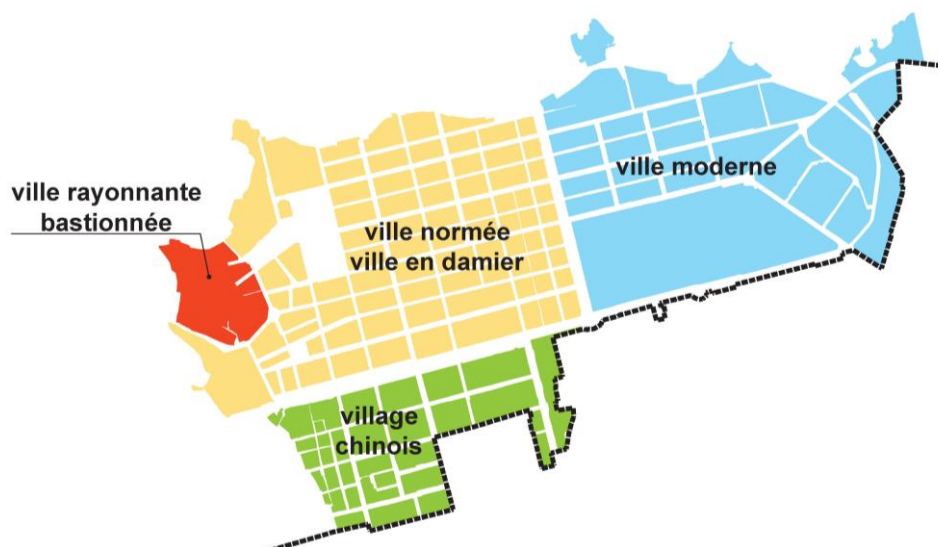 ville rayonnante
bastionnée
ville normée
ville en damier
ville moderne
village
chinois